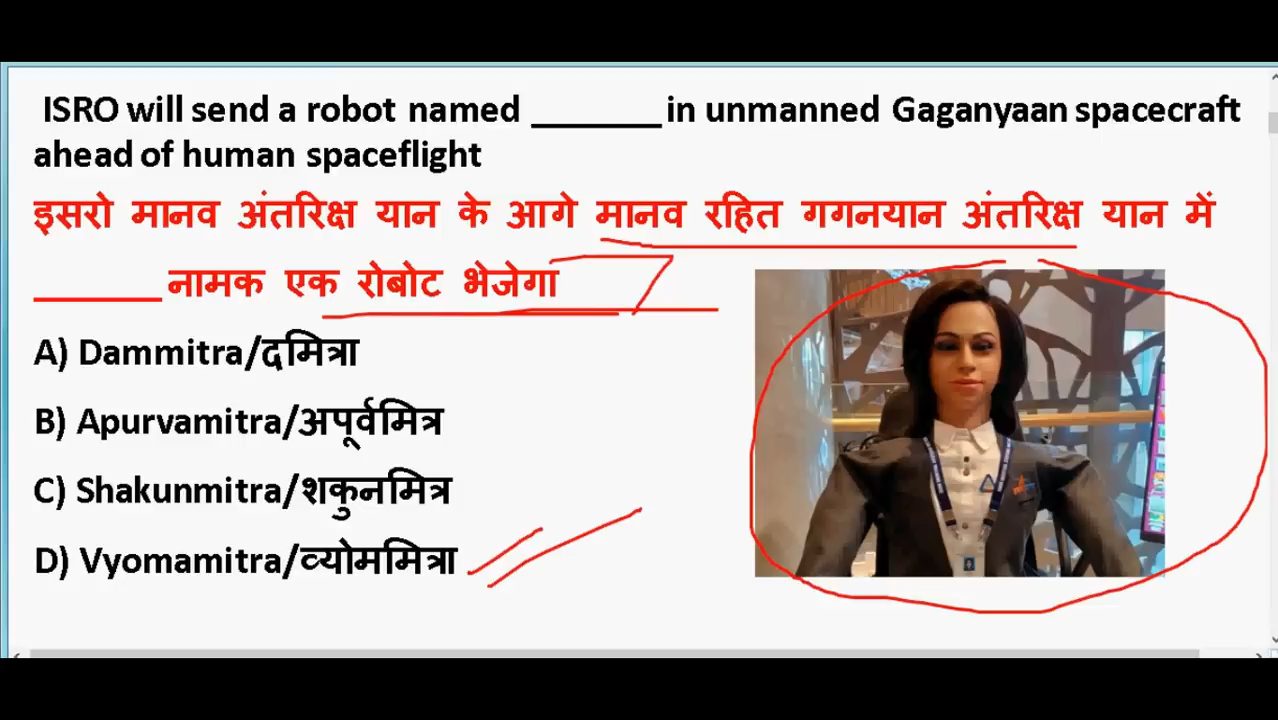 ISRO will send a robot named _______ in unmanned Gaganyaan spacecraft
ahead of human spaceflight
इसरो मानव अंतरिक्ष यान के आगे मानव रहित गगनयान अंतरिक्ष यान में
_______ नामक एक रोबोट भेजेगा
A) Dammitra/दमित्रा
B) Apurvamitra/अपूर्वमित्र
C) Shakunmitra/शकुनमित्र
D) Vyomamitra/व्योममित्रा